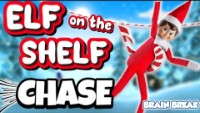 ELF on the
SHELF
CHASE
BRAIN BREAK